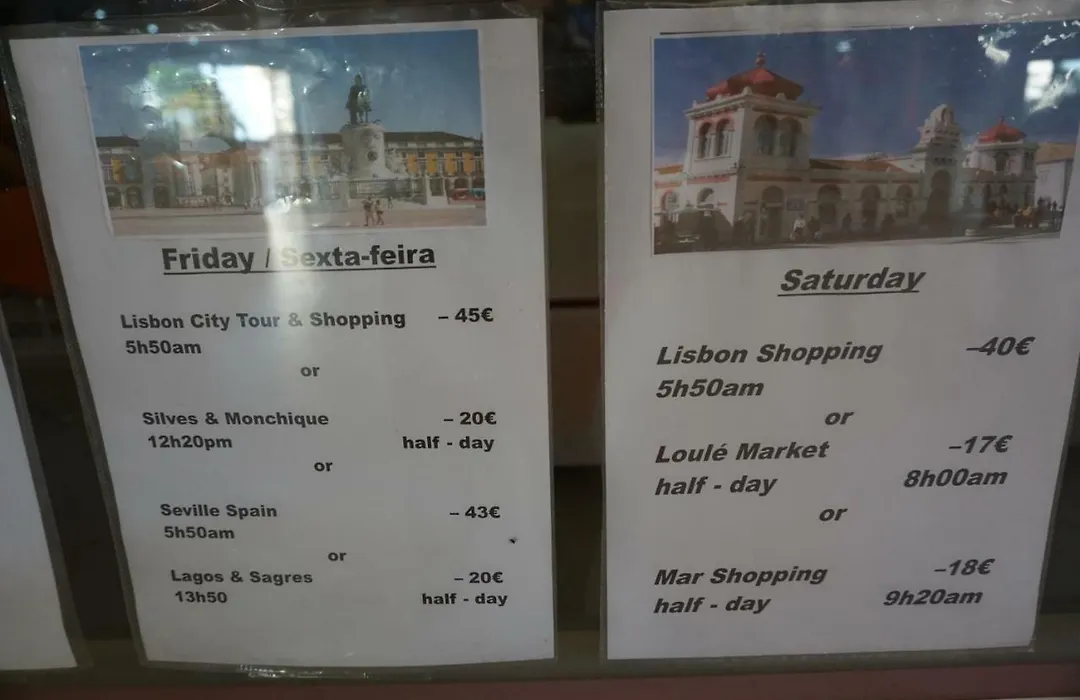 Friday / Sexta-feira
Lisbon City Tour & Shopping – 45€
5h50am
or
Silves & Monchique – 20€
12h20pm half - day
or
Seville Spain – 43€
5h50am
or
Lagos & Sagres – 20€
13h50 half - day
Saturday
Lisbon Shopping –40€
5h50am
or
Loulé Market –17€
half - day 8h00am
or
Mar Shopping –18€
half - day 9h20am